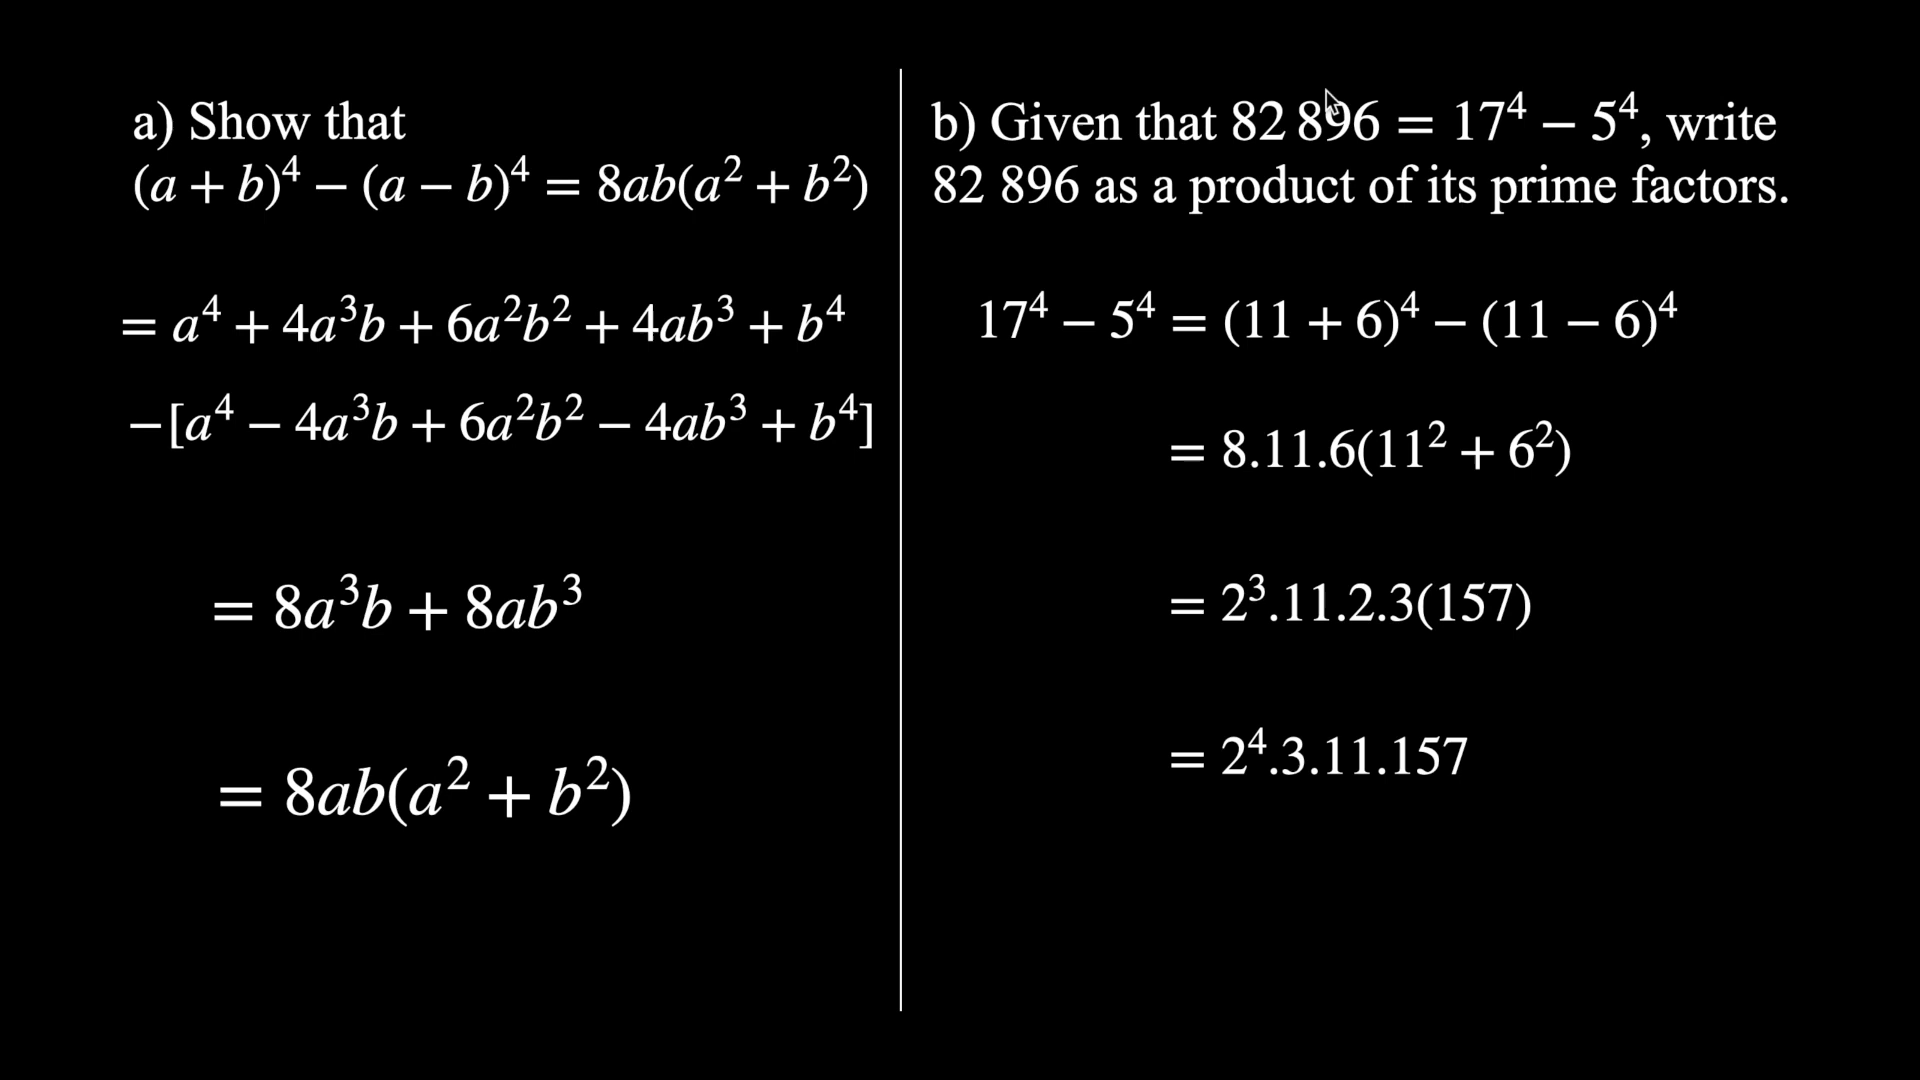 a) Show that
(a + b)⁴ − (a − b)⁴ = 8ab(a² + b²)
= a⁴ + 4a³b + 6a²b² + 4ab³ + b⁴
−[a⁴ − 4a³b + 6a²b² − 4ab³ + b⁴]
= 8a³b + 8ab³
= 8ab(a² + b²)
b) Given that 82 896 = 17⁴ − 5⁴, write
82 896 as a product of its prime factors.
17⁴ − 5⁴ = (11 + 6)⁴ − (11 − 6)⁴
= 8.11.6(11² + 6²)
= 2³.11.2.3(157)
= 2⁴.3.11.157